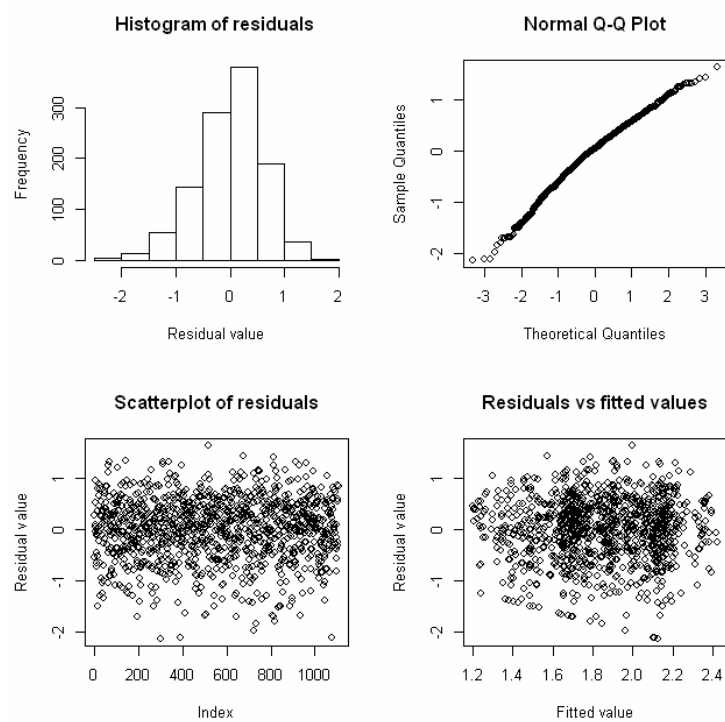 Histogram of residuals
Frequency
300
100
0
-2 -1 0 1 2
Residual value
Normal Q-Q Plot
Sample Quantiles
1
0
-1
-2
-3 -2 -1 0 1 2 3
Theoretical Quantiles
Scatterplot of residuals
Residual value
1
0
-1
-2
0 200 400 600 800 1000
Index
Residuals vs fitted values
Residual value
1
0
-1
-2
1.2 1.4 1.6 1.8 2.0 2.2 2.4
Fitted value